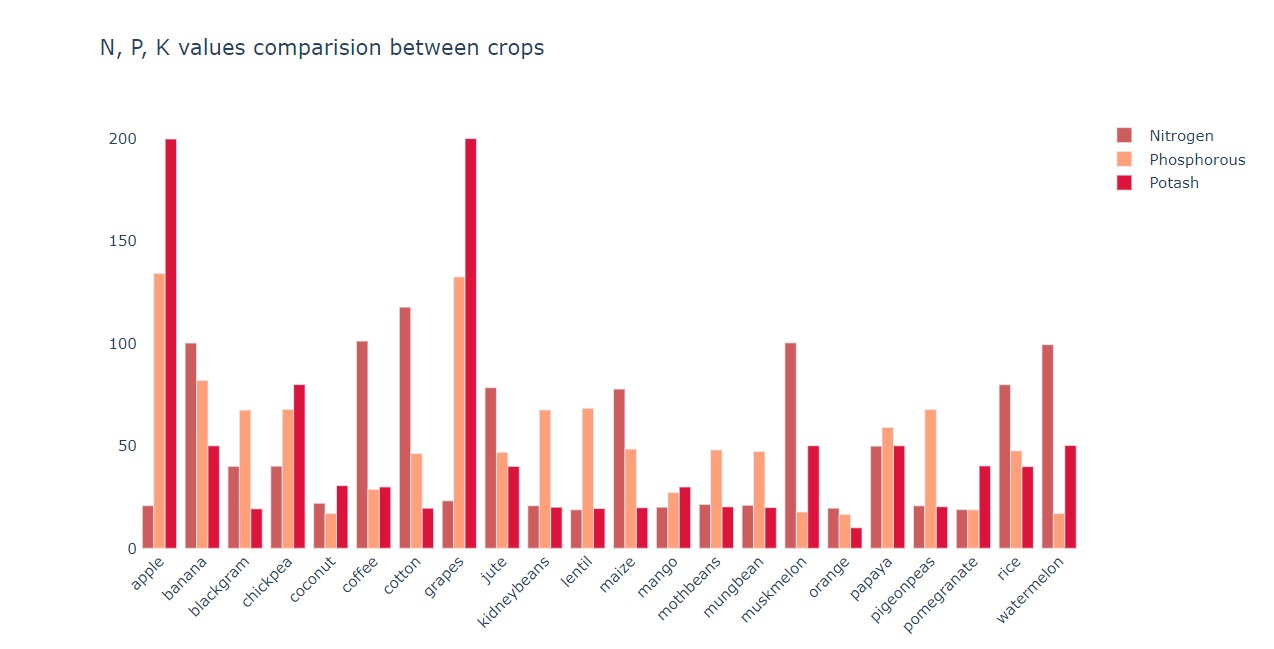 N, P, K values comparision between crops
200
150
100
50
0
Nitrogen
Phosphorous
Potash
apple
banana
blackgram
chickpea
coconut
coffee
cotton
grapes
jute
kidneybeans
lentil
maize
mango
mothbeans
mungbean
muskmelon
orange
papaya
pigeonpeas
pomegranate
rice
watermelon